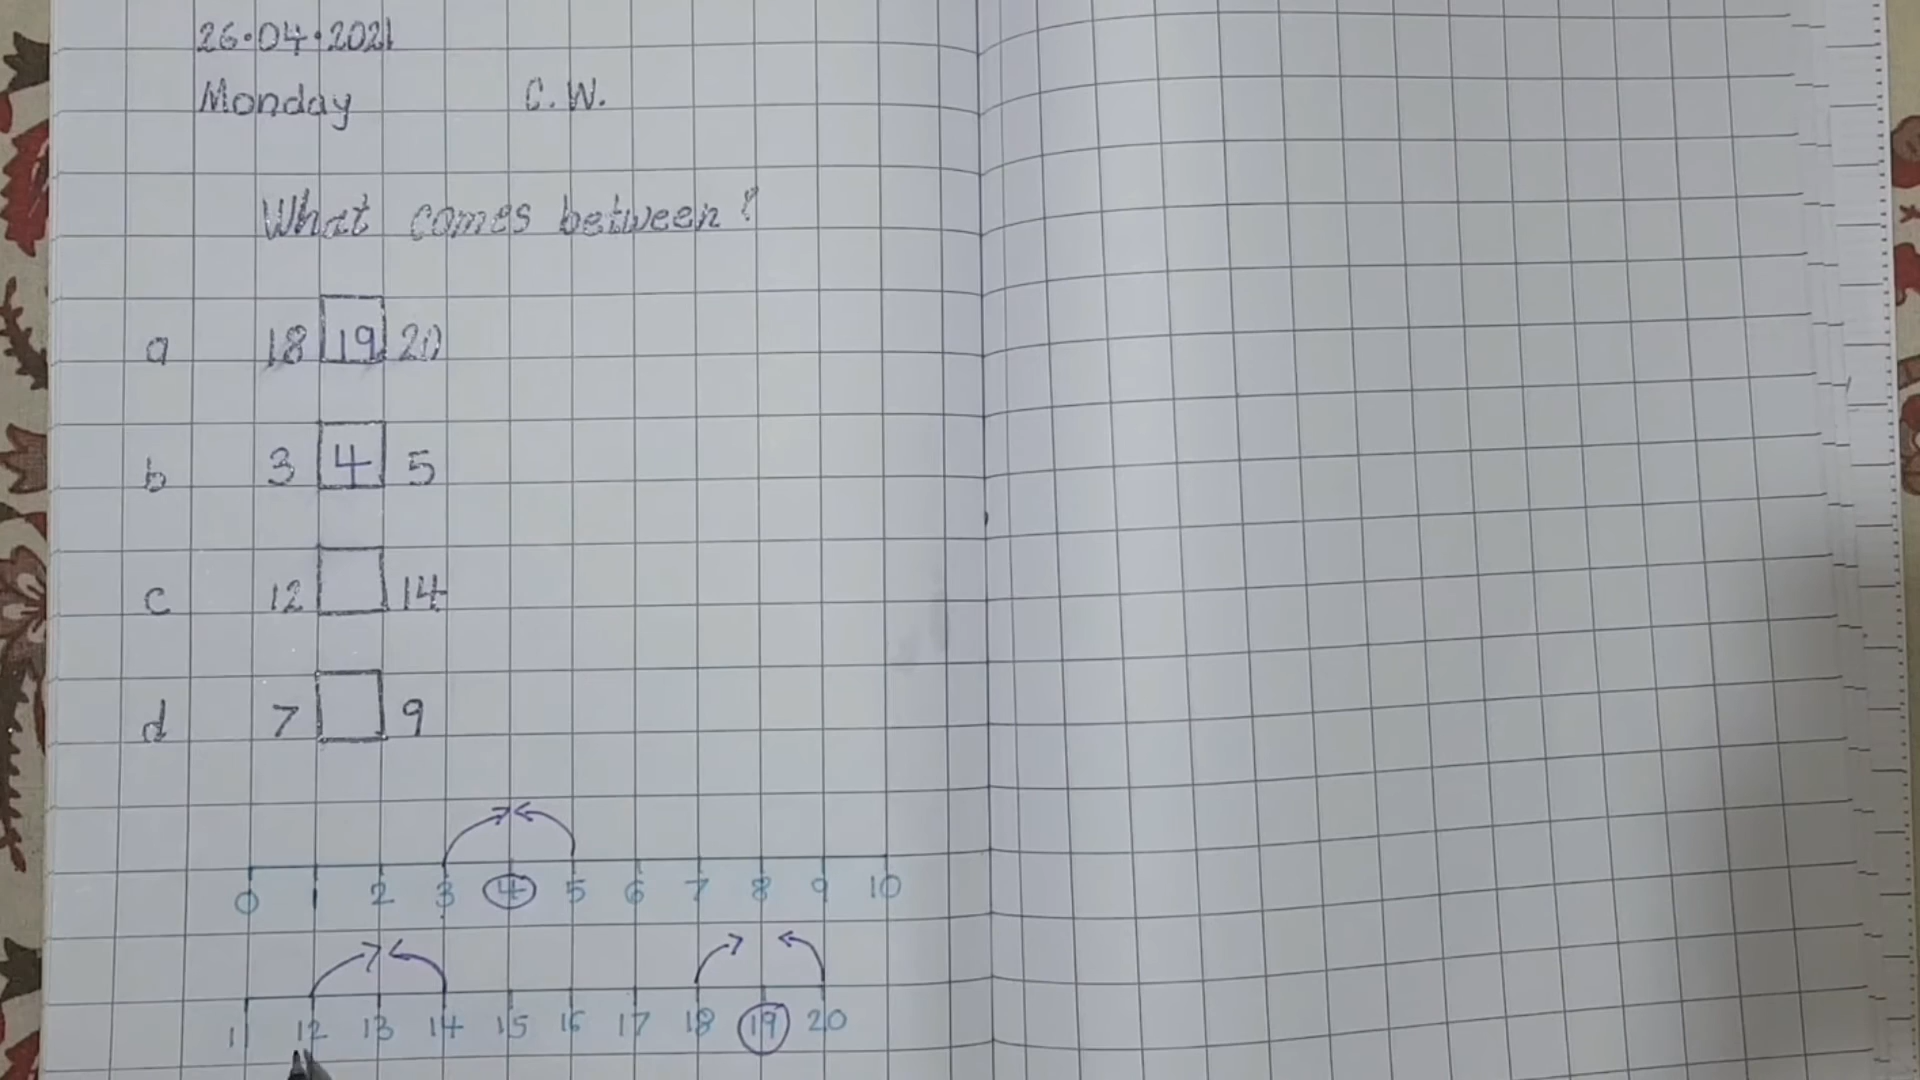 26.04.2021
Monday C.W.
What comes between?
a 18 19 20
b 3 4 5
c 12 14
d 7 9
0 1 2 3 4 5 6 7 8 9 10
11 12 13 14 15 16 17 18 19 20